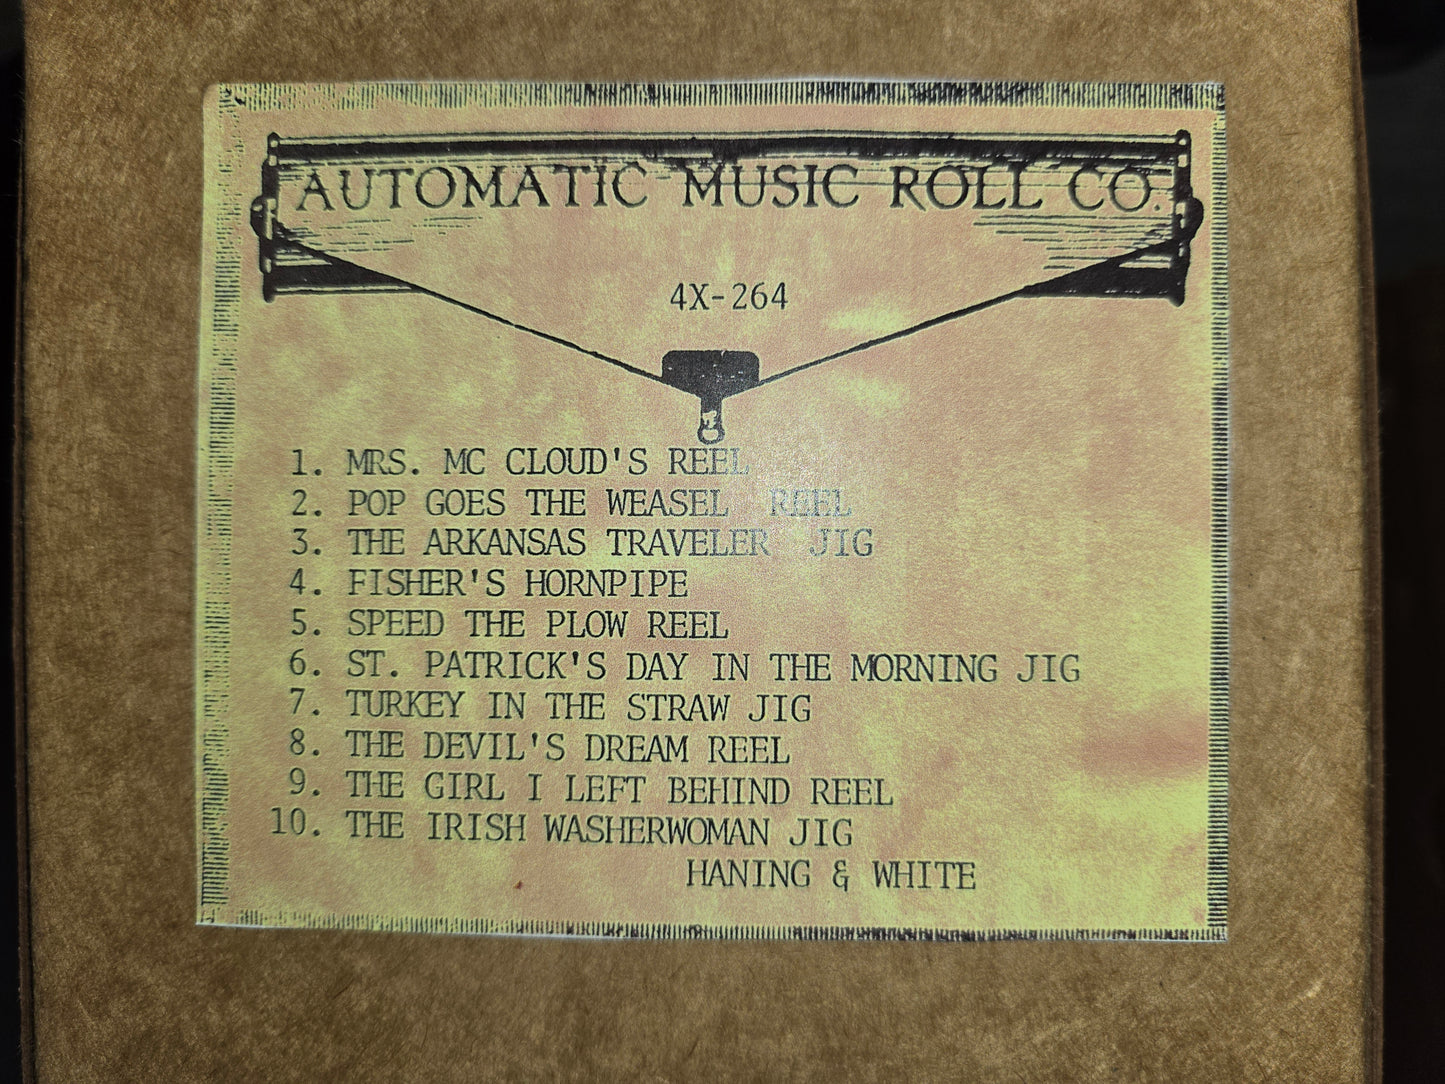 AUTOMATIC MUSIC ROLL CO.
4X-264
1. MRS. MC CLOUD'S REEL
2. POP GOES THE WEASEL REEL
3. THE ARKANSAS TRAVELER JIG
4. FISHER'S HORNPIPE
5. SPEED THE PLOW REEL
6. ST. PATRICK'S DAY IN THE MORNING JIG
7. TURKEY IN THE STRAW JIG
8. THE DEVIL'S DREAM REEL
9. THE GIRL I LEFT BEHIND REEL
10. THE IRISH WASHERWOMAN JIG
HANING & WHITE